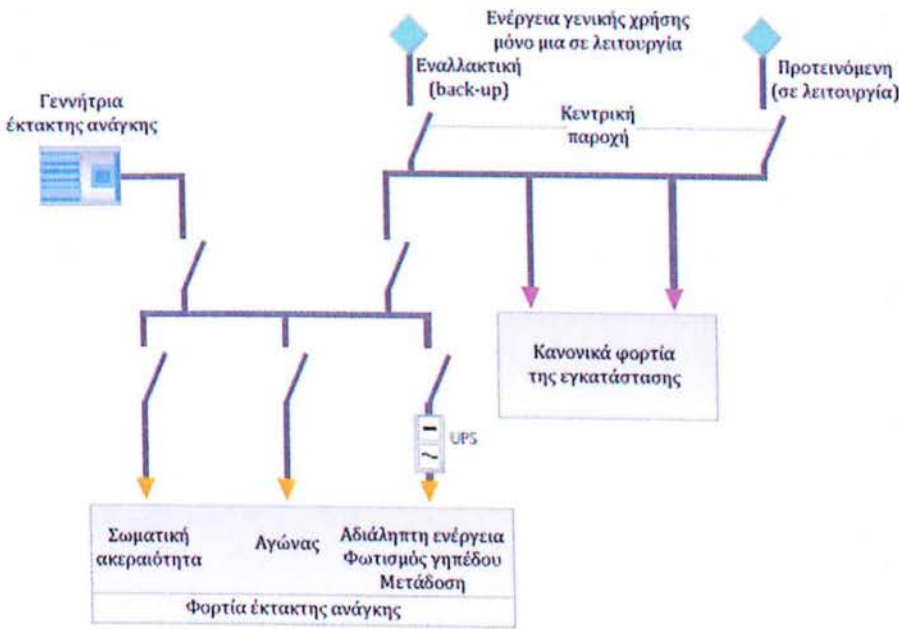 Ενέργεια γενικής χρήσης
μόνο μια σε λειτουργία
Εναλλακτική
(back-up)
Προτεινόμενη
(σε λειτουργία)
Γεννήτρια
έκτακτης ανάγκης
Κεντρική
παροχή
Κανονικά φορτία
της εγκατάστασης
UPS
Σωματική
ακεραιότητα
Αγώνας
Αδιάληπτη ενέργεια
Φωτισμός γηπέδου
Μετάδοση
Φορτία έκτακτης ανάγκης